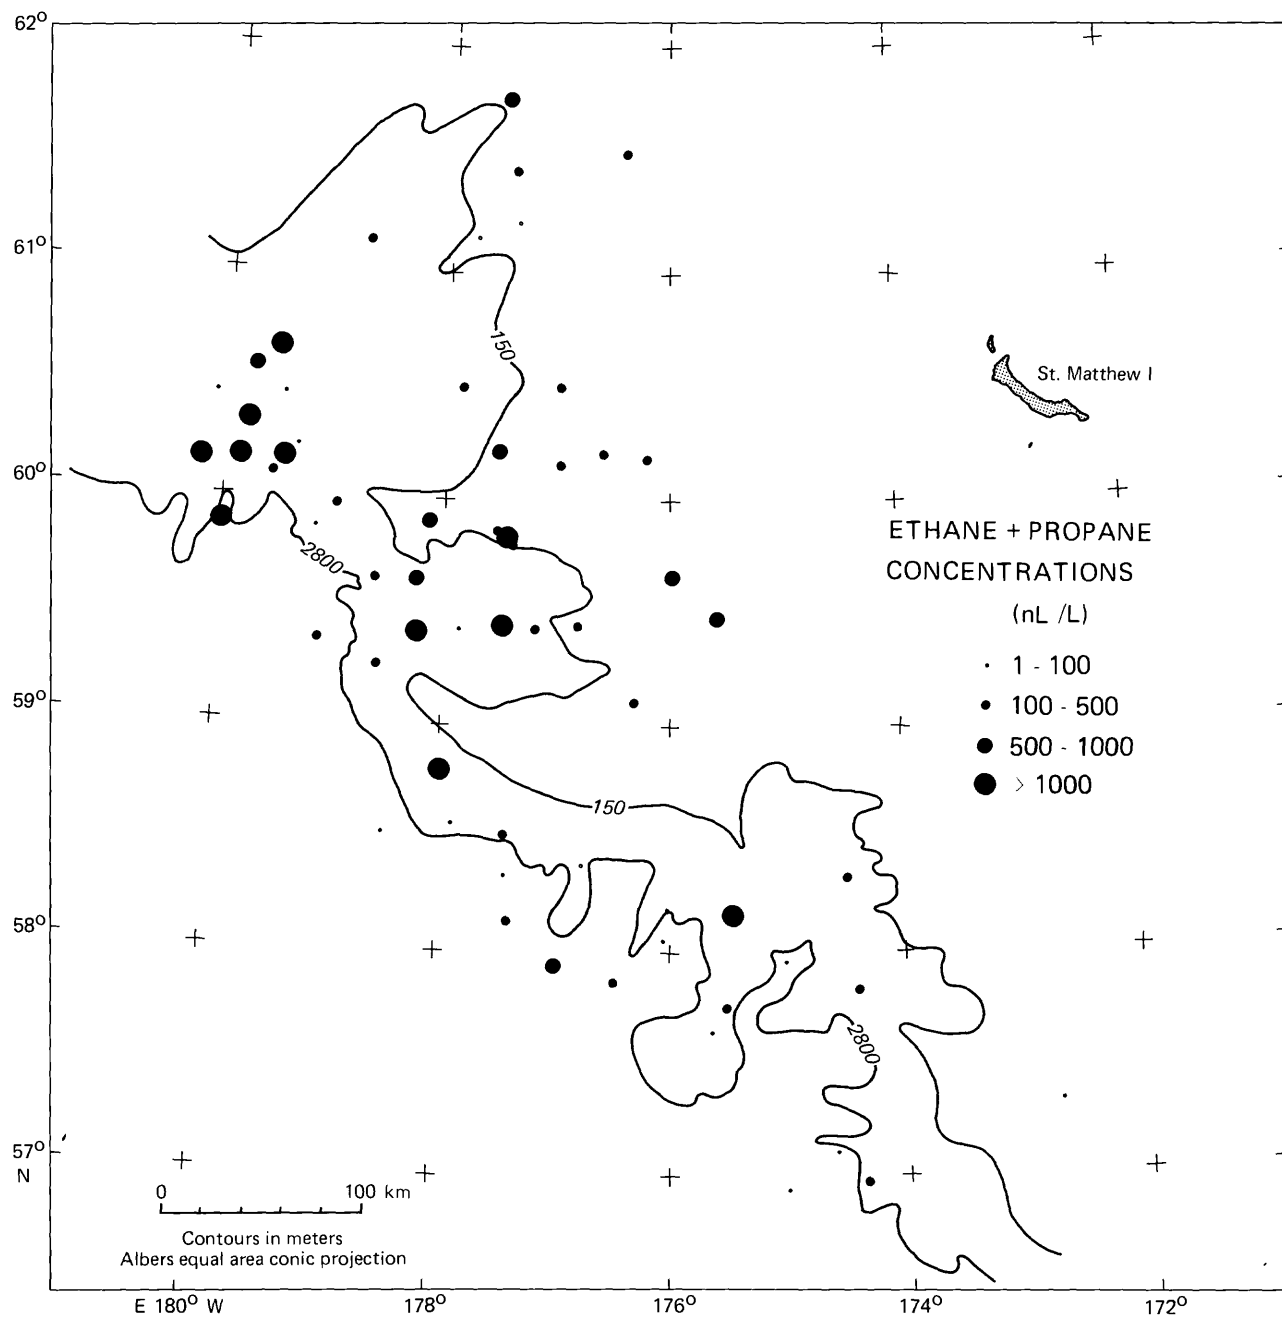 62°
61°
150
St. Matthew I
60°
ETHANE + PROPANE
CONCENTRATIONS
(nL /L)
2800
1 - 100
100 - 500
500 - 1000
> 1000
59°
150
58°
2800
57°
N
0 100 km
Contours in meters
Albers equal area conic projection
E 180° W 178° 176° 174° 172°